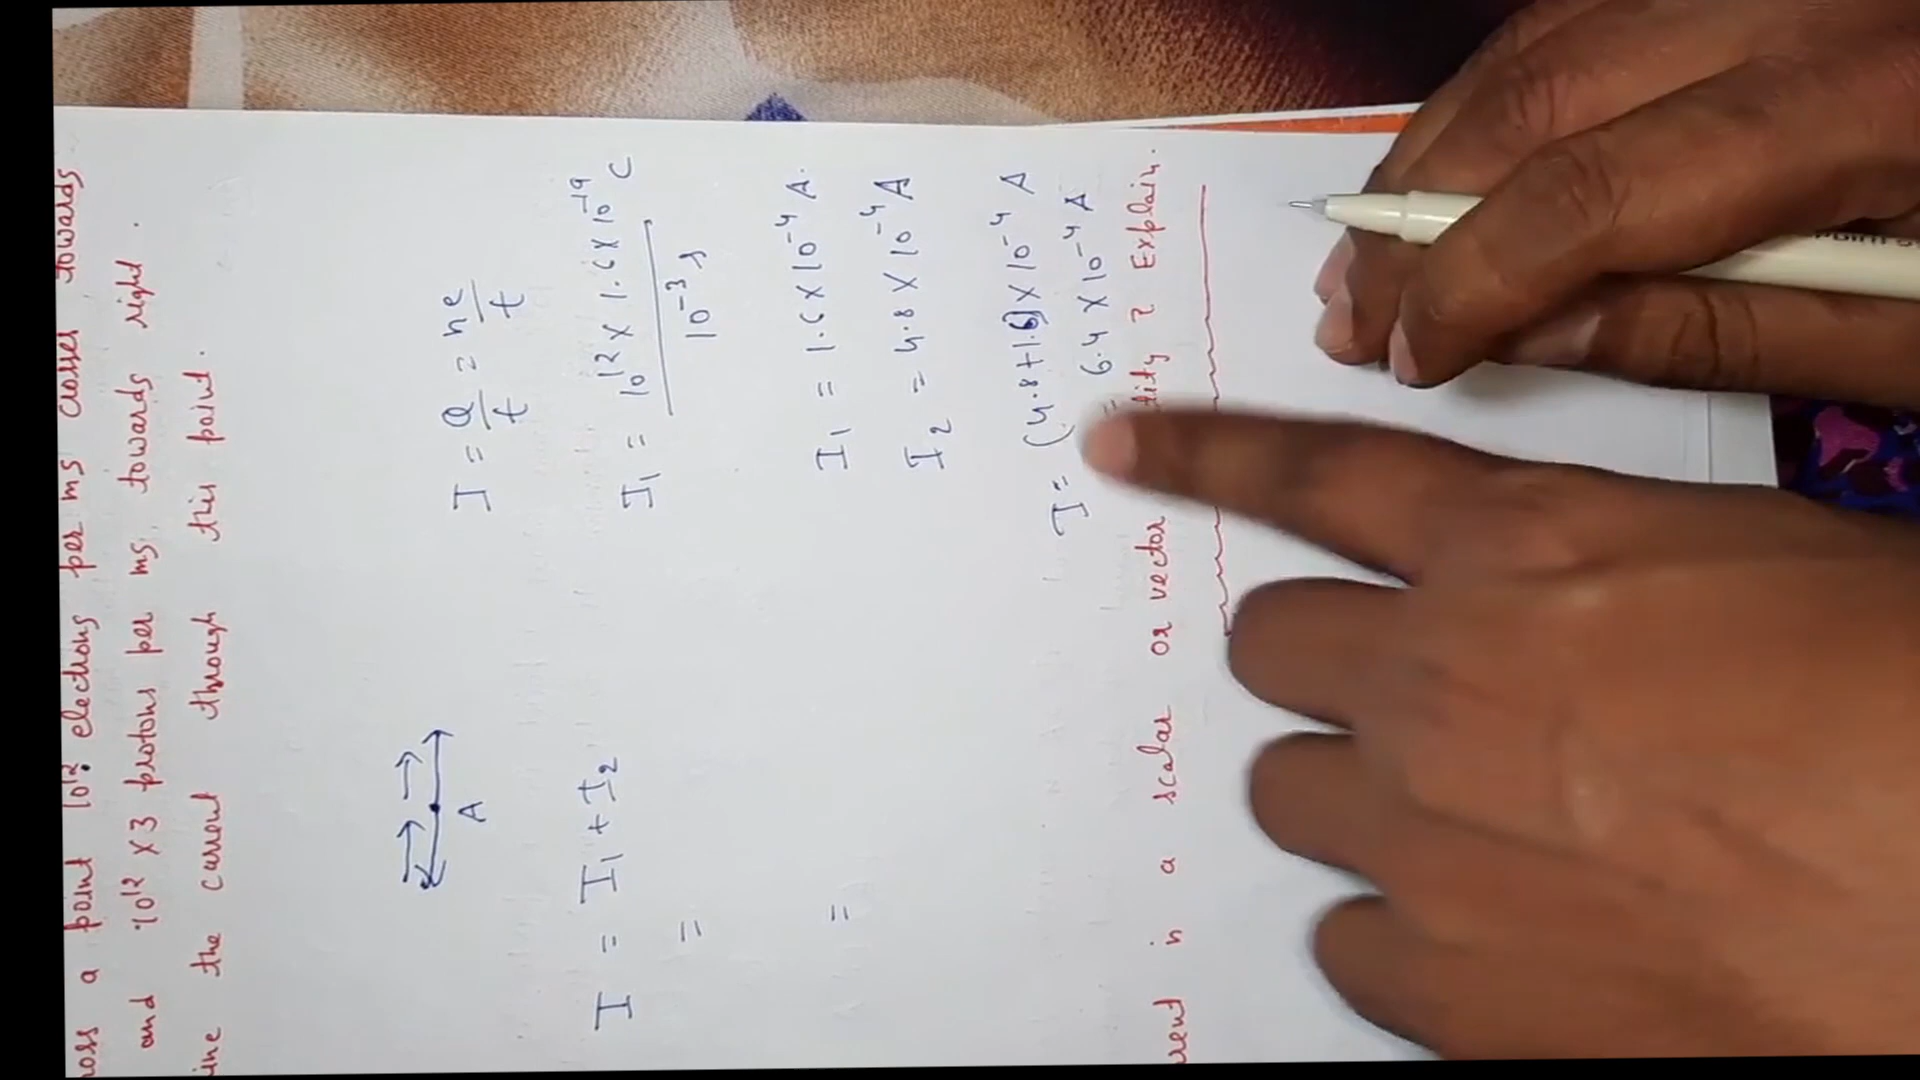 a point 10¹² electrons per ms crosses towards
and 10¹² × 3 protons per ms towards right.
the current through this point.
A
I = Q/t = ne/t
I = I₁ + I₂
I₁ = 10¹² × 1.6 × 10⁻¹⁹ C / 10⁻³ s
=
I₁ = 1.6 × 10⁻⁴ A.
=
I₂ = 4.8 × 10⁻⁴ A
I = (4.8 + 1.6) × 10⁻⁴ A
= 6.4 × 10⁻⁴ A
is a scalar or vector ? Explain.